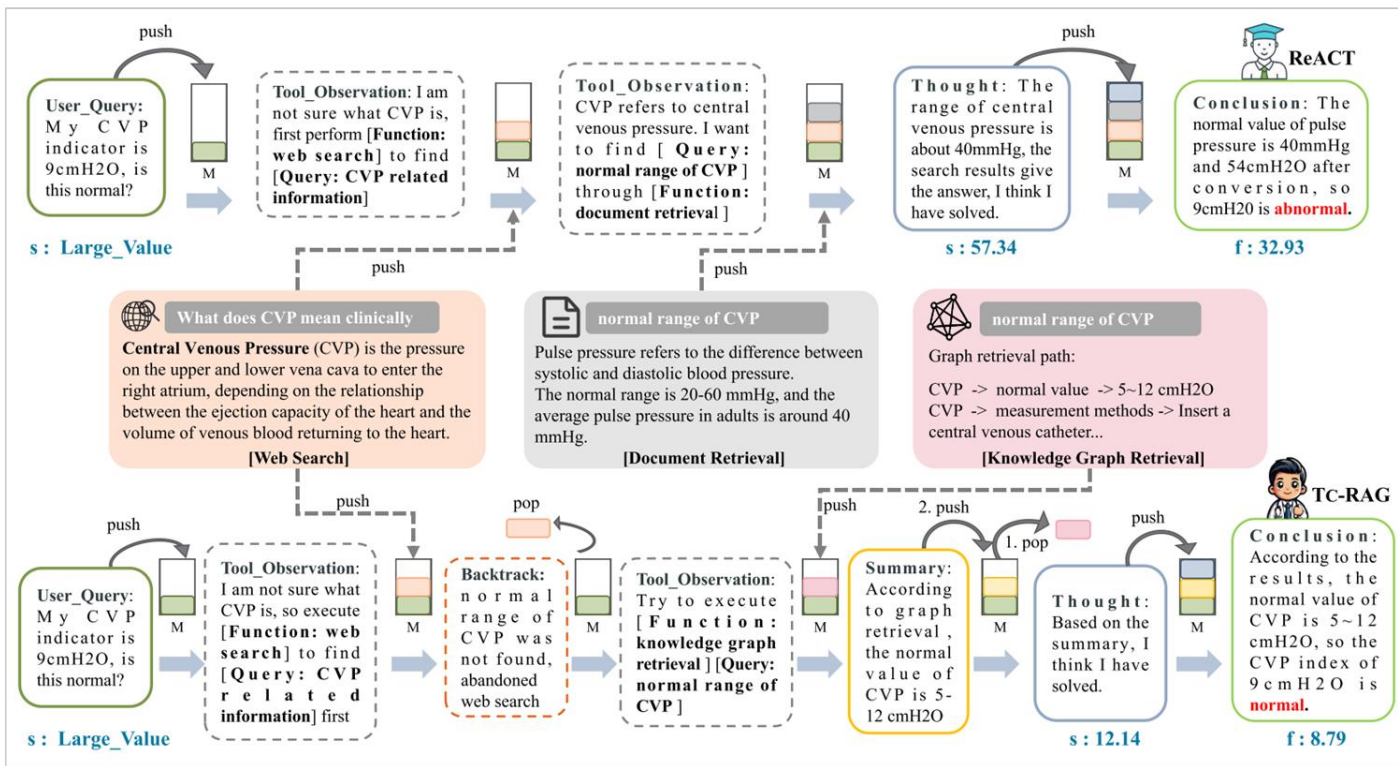 push
push
ReACT
User_Query:
My CVP
indicator is
9cmH2O, is
this normal?
M
Tool_Observation: I am
not sure what CVP is,
first perform [Function:
web search] to find
[Query: CVP related
information]
M
Tool_Observation:
CVP refers to central
venous pressure. I want
to find [ Query:
normal range of CVP ]
through [ Function:
document retrieval ]
M
Thought: The
range of central
venous pressure is
about 40mmHg, the
search results give
the answer, I think I
have solved.
M
Conclusion: The
normal value of pulse
pressure is 40mmHg
and 54cmH2O after
conversion, so
9cmH20 is abnormal.
s : Large_Value
s : 57.34
f : 32.93
push
push
What does CVP mean clinically
Central Venous Pressure (CVP) is the pressure
on the upper and lower vena cava to enter the
right atrium, depending on the relationship
between the ejection capacity of the heart and the
volume of venous blood returning to the heart.
[Web Search]
normal range of CVP
Pulse pressure refers to the difference between
systolic and diastolic blood pressure.
The normal range is 20-60 mmHg, and the
average pulse pressure in adults is around 40
mmHg.
[Document Retrieval]
normal range of CVP
Graph retrieval path:
CVP -> normal value -> 5~12 cmH2O
CVP -> measurement methods -> Insert a
central venous catheter...
[Knowledge Graph Retrieval]
push
push
pop
push
2. push
1. pop
push
TC-RAG
User_Query:
My CVP
indicator is
9cmH2O, is
this normal?
M
Tool_Observation:
I am not sure what
CVP is, so execute
[Function: web
search] to find
[Query: CVP
related
information] first
M
Backtrack:
normal
range of
CVP was
not found,
abandoned
web search
M
Tool_Observation:
Try to execute
[ Function:
knowledge graph
retrieval ] [Query:
normal range of
CVP ]
M
Summary:
According
to graph
retrieval ,
the normal
value of
CVP is 5-
12 cmH2O
M
Thought:
Based on the
summary, I
think I have
solved.
M
Conclusion:
According to the
results, the
normal value of
CVP is 5~12
cmH2O, so the
CVP index of
9cmH2O is
normal.
s : Large_Value
s : 12.14
f : 8.79